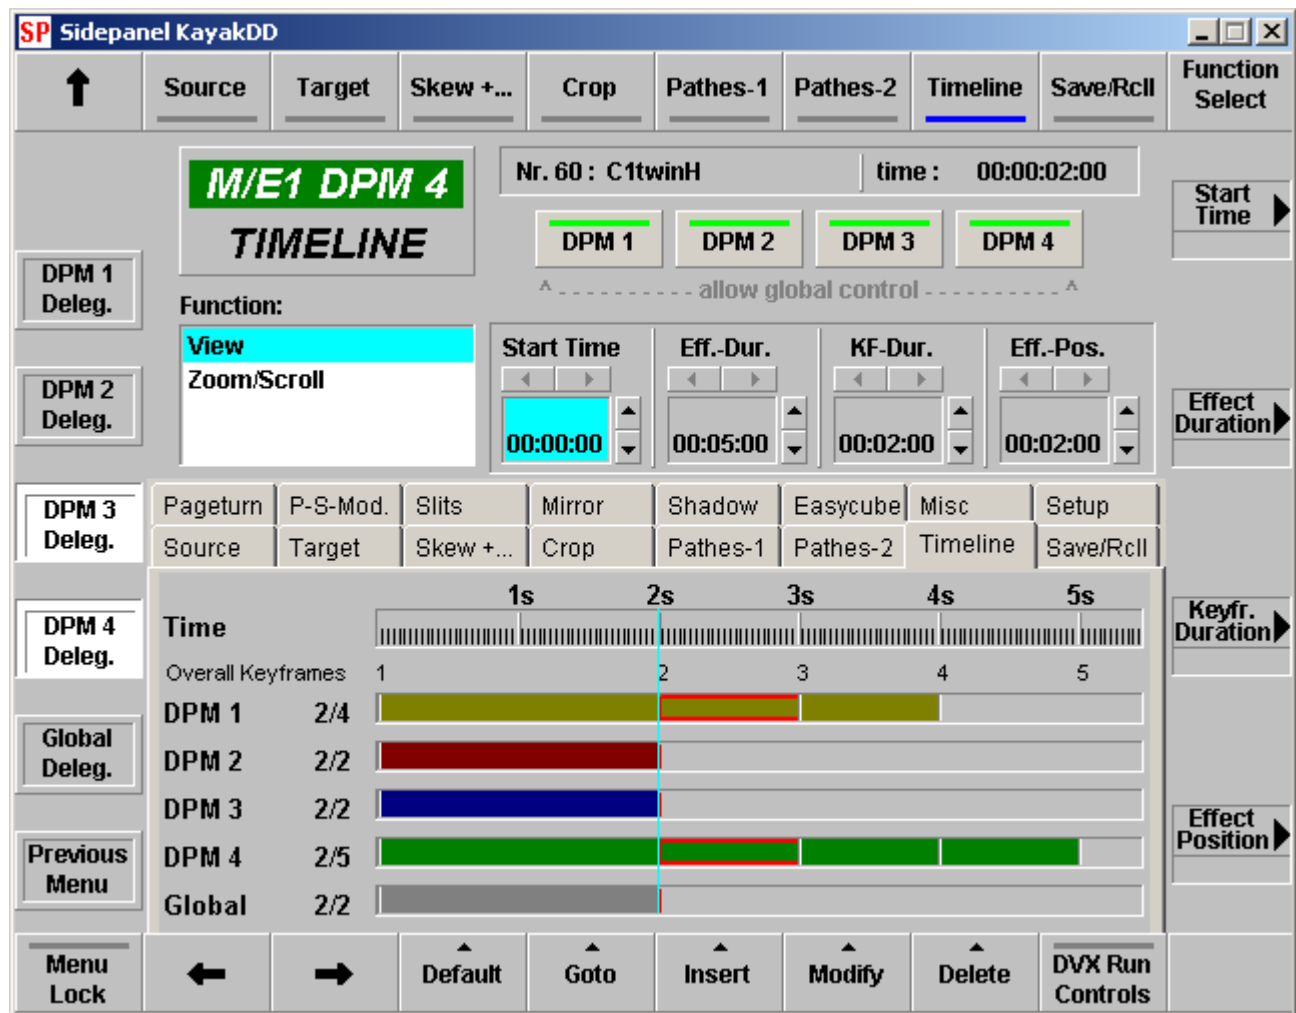 SP Sidepanel KayakDD
Source Target Skew +... Crop Pathes-1 Pathes-2 Timeline Save/Rcll Function Select
M/E1 DPM 4
TIMELINE
Nr. 60 : C1twinH time : 00:00:02:00
Start Time
DPM 1 DPM 2 DPM 3 DPM 4
^ - - - - - - - - - - allow global control - - - - - - - - - - ^
DPM 1 Deleg.
Function:
View
Zoom/Scroll
Start Time Eff.-Dur. KF-Dur. Eff.-Pos.
00:00:00 00:05:00 00:02:00 00:02:00
DPM 2 Deleg.
Effect Duration
DPM 3 Deleg.
Pageturn P-S-Mod. Slits Mirror Shadow Easycube Misc Setup
Source Target Skew +... Crop Pathes-1 Pathes-2 Timeline Save/Rcll
1s 2s 3s 4s 5s
Time
DPM 4 Deleg.
Keyfr. Duration
Overall Keyframes 1 2 3 4 5
DPM 1 2/4
Global Deleg.
DPM 2 2/2
DPM 3 2/2
Effect Position
DPM 4 2/5
Previous Menu
Global 2/2
Menu Lock Default Goto Insert Modify Delete DVX Run Controls